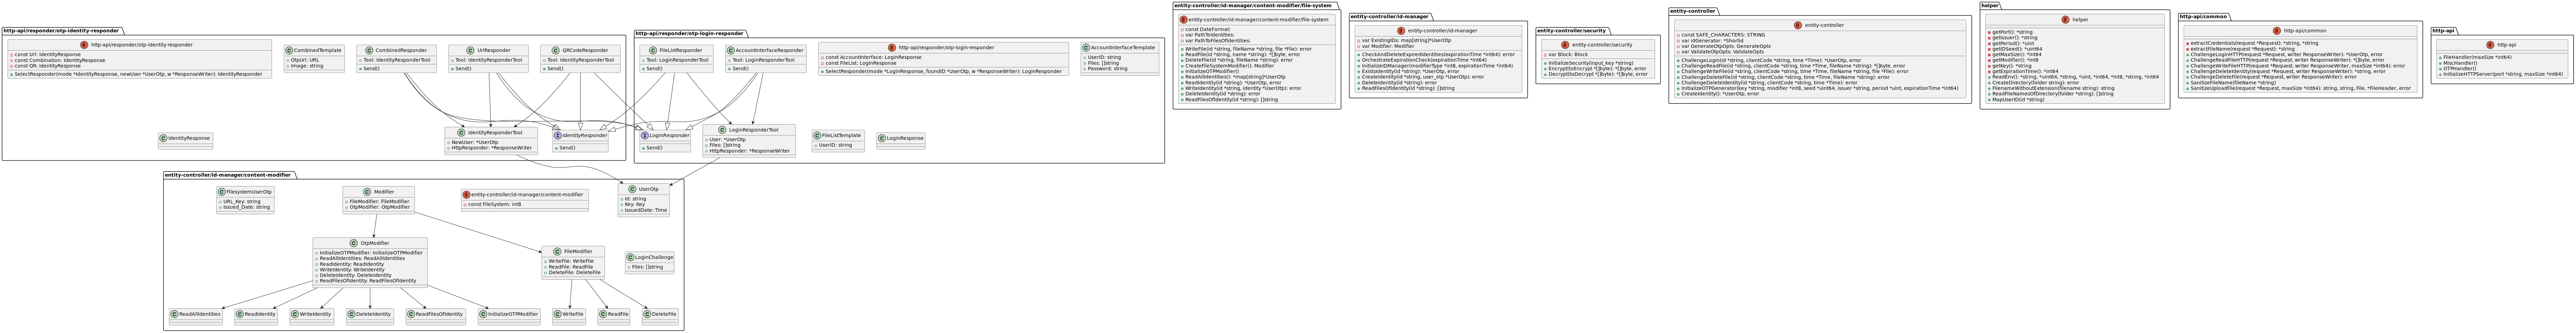 http-api/responder/otp-identity-responder
http-api/responder/otp-identity-responder
const Url: IdentityResponse
const Combination: IdentityResponse
const QR: IdentityResponse
SelectResponder(mode *IdentityResponse, newUser *UserOtp, w *ResponseWriter): IdentityResponder
CombinedTemplate
OtpUrl: URL
Image: string
CombinedResponder
Tool: IdentityResponderTool
Send()
UrlResponder
Tool: IdentityResponderTool
Send()
QRCodeResponder
Tool: IdentityResponderTool
Send()
IdentityResponse
IdentityResponderTool
NewUser: *UserOtp
HttpResponder: *ResponseWriter
IdentityResponder
Send()
http-api/responder/otp-login-responder
FileListResponder
Tool: LoginResponderTool
Send()
AccountInterfaceResponder
Tool: LoginResponderTool
Send()
http-api/responder/otp-login-responder
const AccountInterface: LoginResponse
const FileList: LoginResponse
SelectResponder(mode *LoginResponse, foundID *UserOtp, w *ResponseWriter): LoginResponder
AccountInterfaceTemplate
UserID: string
Files: []string
Password: string
LoginResponder
Send()
LoginResponderTool
User: *UserOtp
Files: []string
HttpResponder: *ResponseWriter
FileListTemplate
UserID: string
LoginResponse
entity-controller/id-manager/content-modifier/file-system
entity-controller/id-manager/content-modifier/file-system
const DateFormat:
var PathToIdentities:
var PathToFilesOfIdentities:
WriteFile(id *string, fileName *string, file *File): error
ReadFile(id *string, name *string): *[]byte, error
DeleteFile(id *string, fileName *string): error
CreateFileSystemModifier(): Modifier
InitializeOTPModifier()
ReadAllIdentities(): *map[string]*UserOtp
ReadIdentity(id *string): *UserOtp, error
WriteIdentity(id *string, identity *UserOtp): error
DeleteIdentity(id *string): error
ReadFilesOfIdentity(id *string): []string
entity-controller/id-manager
entity-controller/id-manager
var ExistingIDs: map[string]*UserOtp
var Modifier: Modifier
CheckAndDeleteExpiredIdentities(expirationTime *int64): error
OrchestrateExpirationCheck(expirationTime *int64)
InitializeIDManager(modifierType *int8, expirationTime *int64)
ExistsIdentity(id *string): *UserOtp, error
CreateIdentity(id *string, user_otp *UserOtp): error
DeleteIdentity(id *string): error
ReadFilesOfIdentity(id *string): []string
entity-controller/security
entity-controller/security
var Block: Block
InitializeSecurity(input_key *string)
Encrypt(toEncrypt *[]byte): *[]byte, error
Decrypt(toDecrypt *[]byte): *[]byte, error
entity-controller
entity-controller
const SAFE_CHARACTERS: STRING
var idGenerator: *Shortid
var GenerateOtpOpts: GenerateOpts
var ValidateOtpOpts: ValidateOpts
ChallengeLogin(id *string, clientCode *string, time *Time): *UserOtp, error
ChallengeReadFile(id *string, clientCode *string, time *Time, fileName *string): *[]byte, error
ChallengeWriteFile(id *string, clientCode *string, time *Time, fileName *string, file *File): error
ChallengeDeleteFile(id *string, clientCode *string, time *Time, fileName *string): error
ChallengeDeleteIdentity(id *string, clientCode *string, time *Time): error
InitializeOTPGenerator(key *string, modifier *int8, seed *uint64, issuer *string, period *uint, expirationTime *int64)
CreateIdentity(): *UserOtp, error
helper
helper
getPort(): *string
getIssuer(): *string
getPeriod(): *uint
getIDSeed(): *uint64
getMaxSize(): *int64
getModifier(): *int8
getKey(): *string
getExpirationTime(): *int64
ReadEnv(): *string, *uint64, *string, *uint, *int64, *int8, *string, *int64
CreateDirectory(folder string): error
FilenameWithoutExtension(filename string): string
ReadFileNamesOfDirectory(folder *string): []string
MapUserID(id *string)
http-api/common
http-api/common
extractCredentials(request *Request): *string, *string
extractFileName(request *Request): *string
ChallengeLoginHTTP(request *Request, writer ResponseWriter): *UserOtp, error
ChallengeReadFileHTTP(request *Request, writer ResponseWriter): *[]byte, error
ChallengeWriteFileHTTP(request *Request, writer ResponseWriter, maxSize *int64): error
ChallengeDeleteIdentity(request *Request, writer ResponseWriter): *string, error
ChallengeDeleteFile(request *Request, writer ResponseWriter): error
SanitizeFileName(fileName *string)
SanitizeUploadFile(request *Request, maxSize *int64): string, string, File, *FileHeader, error
http-api
http-api
FileHandler(maxSize *int64)
MiscHandler()
OTPHandler()
InitializeHTTPServer(port *string, maxSize *int64)
entity-controller/id-manager/content-modifier
FilesystemUserOtp
URL_Key: string
Issued_Date: string
Modifier
FileModifier: FileModifier
OtpModifier: OtpModifier
entity-controller/id-manager/content-modifier
const FileSystem: int8
UserOtp
Id: string
Key: Key
IssuedDate: Time
OtpModifier
InitializeOTPModifier: InitializeOTPModifier
ReadAllIdentities: ReadAllIdentities
ReadIdentity: ReadIdentity
WriteIdentity: WriteIdentity
DeleteIdentity: DeleteIdentity
ReadFilesOfIdentity: ReadFilesOfIdentity
FileModifier
WriteFile: WriteFile
ReadFile: ReadFile
DeleteFile: DeleteFile
LoginChallenge
Files: []string
ReadAllIdentities
ReadIdentity
WriteIdentity
DeleteIdentity
ReadFilesOfIdentity
InitializeOTPModifier
WriteFile
ReadFile
DeleteFile